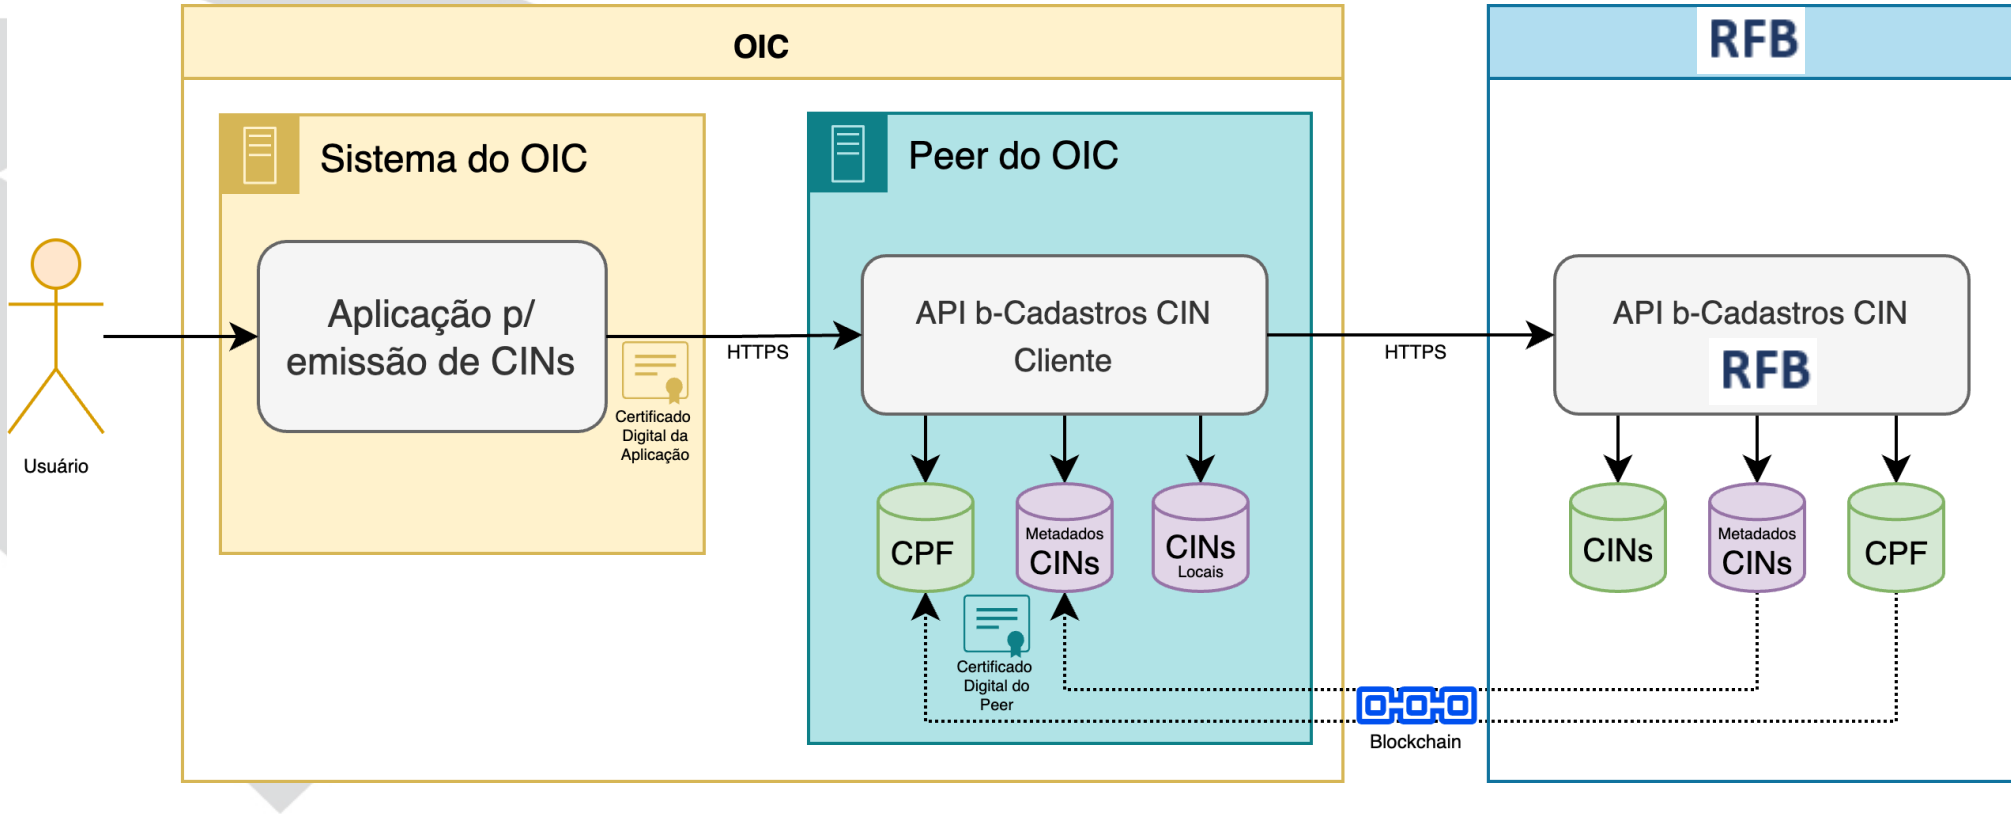 OIC
RFB
Sistema do OIC
Peer do OIC
Aplicação p/
emissão de CINs
HTTPS
API b-Cadastros CIN
Cliente
HTTPS
API b-Cadastros CIN
RFB
Certificado
Digital da
Aplicação
Usuário
CPF
Metadados
CINs
CINs
Locais
CINs
Metadados
CINs
CPF
Certificado
Digital do
Peer
Blockchain